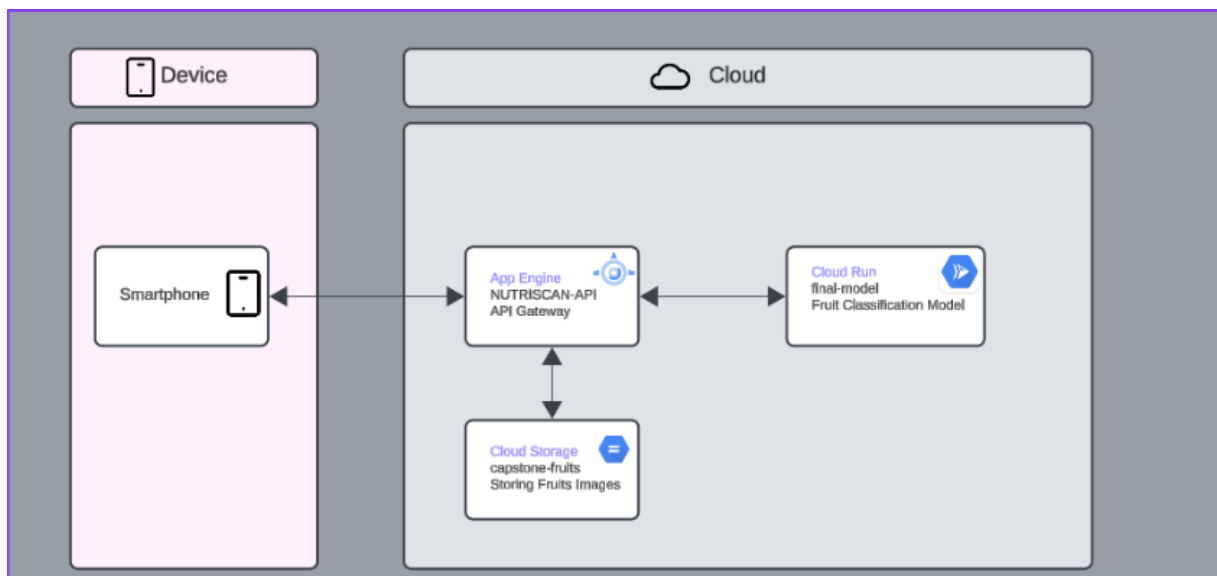 Device
Cloud
Smartphone
App Engine
NUTRISCAN-API
API Gateway
Cloud Run
final-model
Fruit Classification Model
Cloud Storage
capstone-fruits
Storing Fruits Images